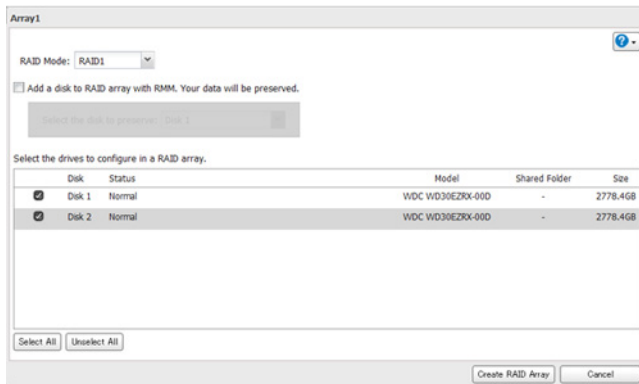 Array1
RAID Mode: RAID1
Add a disk to RAID array with RMM. Your data will be preserved.
Select the disk to preserve: Disk 1
Select the drives to configure in a RAID array.
Disk Status Model Shared Folder Size
Disk 1 Normal WDC WD30EZRX-00D - 2778.4GB
Disk 2 Normal WDC WD30EZRX-00D - 2778.4GB
Select All Unselect All
Create RAID Array Cancel